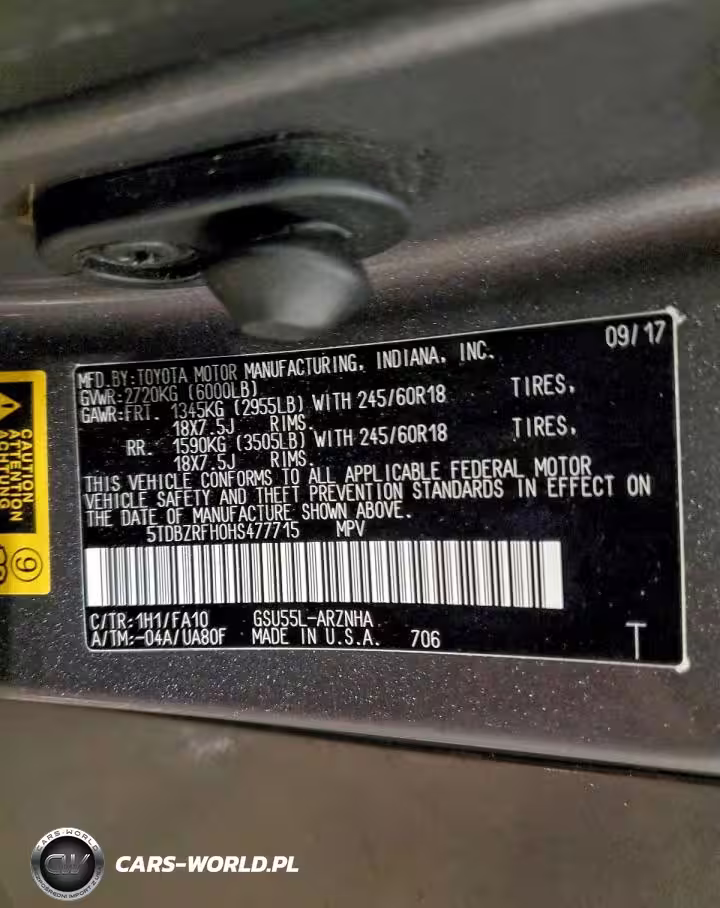 09/17
MFD.BY:TOYOTA MOTOR MANUFACTURING, INDIANA, INC.
GVWR:2720KG (6000LB)
GAWR:FRT. 1345KG (2955LB) WITH 245/60R18 TIRES,
18X7.5J RIMS.
RR. 1590KG (3505LB) WITH 245/60R18 TIRES,
18X7.5J RIMS.
THIS VEHICLE CONFORMS TO ALL APPLICABLE FEDERAL MOTOR
VEHICLE SAFETY AND THEFT PREVENTION STANDARDS IN EFFECT ON
THE DATE OF MANUFACTURE SHOWN ABOVE.
5TDBZRFH0HS477715 MPV
C/TR:1H1/FA10 GSU55L-ARZNHA
A/TM:-04A/UA80F MADE IN U.S.A. 706
T
CAUTION
ATTENTION
ACHTUNG
9
CARS-WORLD
CW
CARS-WORLD.PL